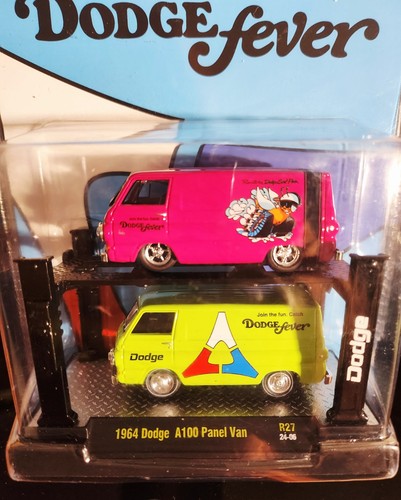 DODGE
fever
DODGE
fever
Join the fun, Catch
DODGE fever
Dodge
Dodge
1964 Dodge A100 Panel Van
R27
24-06